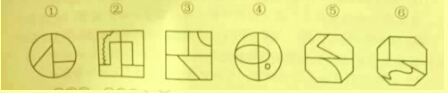 ① ② ③ ④ ⑤ ⑥